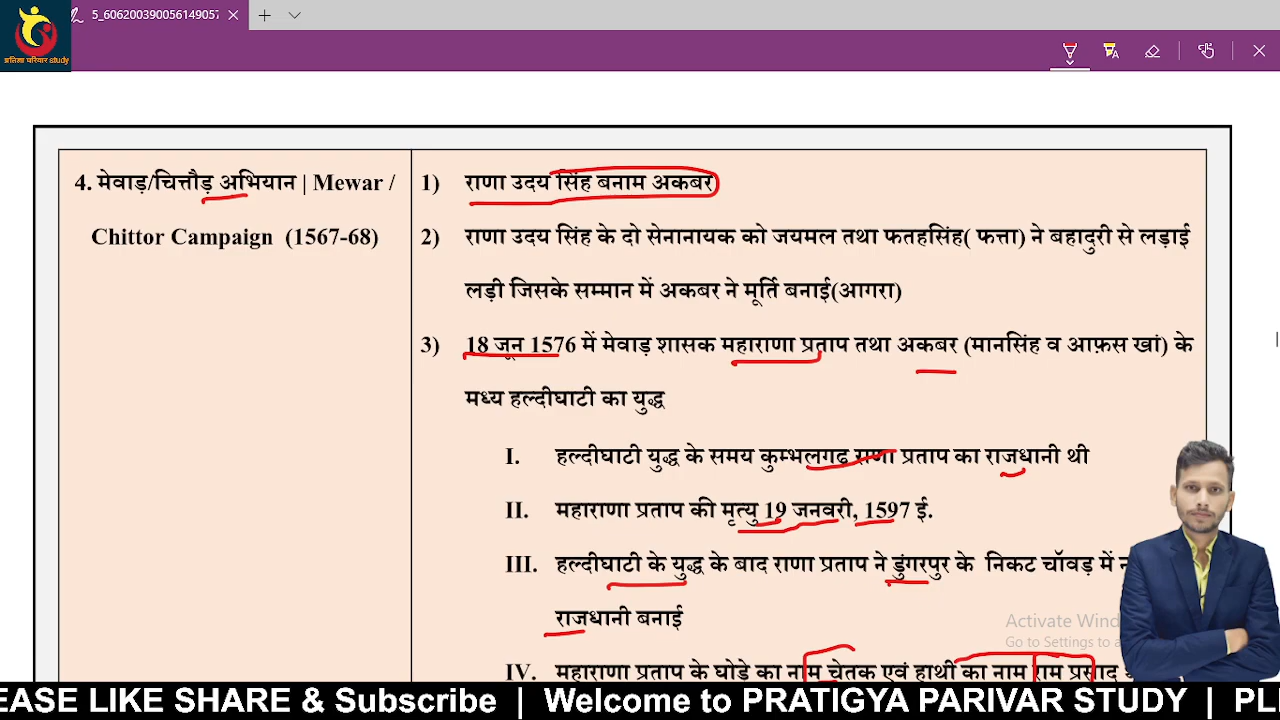 5_606200390056149057
प्रतिज्ञा परिवार study
4. मेवाड़/चित्तौड़ अभियान | Mewar /
Chittor Campaign (1567-68)
1) राणा उदय सिंह बनाम अकबर
2) राणा उदय सिंह के दो सेनानायक को जयमल तथा फतहसिंह( फत्ता) ने बहादुरी से लड़ाई
लड़ी जिसके सम्मान में अकबर ने मूर्ति बनाई(आगरा)
3) 18 जून 1576 में मेवाड़ शासक महाराणा प्रताप तथा अकबर (मानसिंह व आफ़स खां) के
मध्य हल्दीघाटी का युद्ध
I. हल्दीघाटी युद्ध के समय कुम्भलगढ राणा प्रताप का राजधानी थी
II. महाराणा प्रताप की मृत्यु 19 जनवरी, 1597 ई.
III. हल्दीघाटी के युद्ध के बाद राणा प्रताप ने डुंगरपुर के निकट चॉवड़ में
राजधानी बनाई
Activate Wind
Go to Settings to a
IV. महाराणा प्रताप के घोडे का नाम चेतक एवं हाथी का नाम राम प्रसाद
EASE LIKE SHARE & Subscribe | Welcome to PRATIGYA PARIVAR STUDY | PL